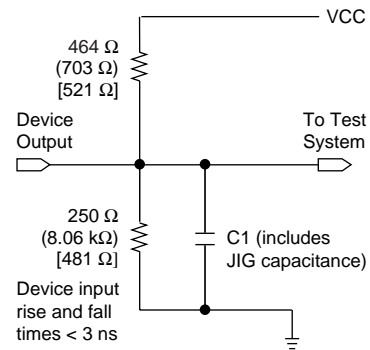 VCC
464 Ω
(703 Ω)
[521 Ω]
Device
Output
To Test
System
250 Ω
(8.06 kΩ)
[481 Ω]
C1 (includes
JIG capacitance)
Device input
rise and fall
times < 3 ns